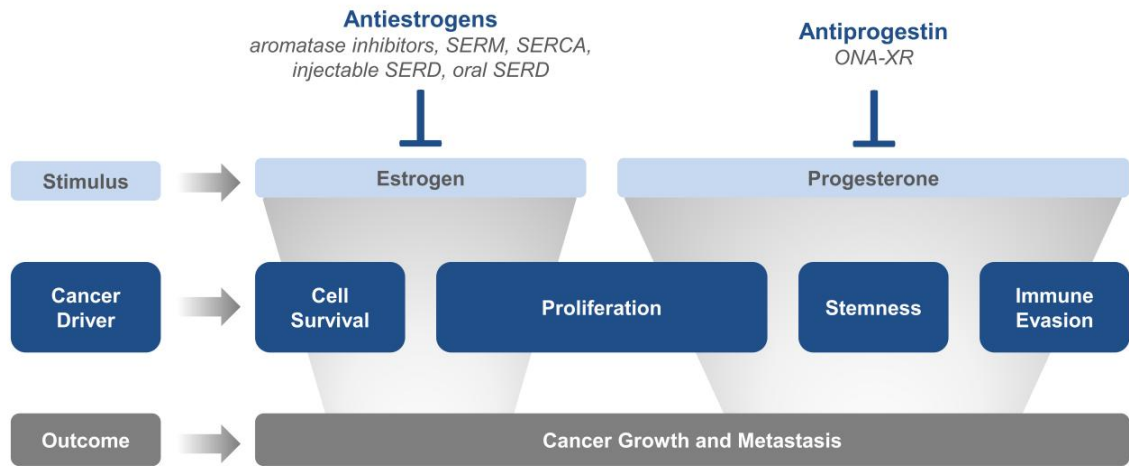 Antiestrogens
aromatase inhibitors, SERM, SERCA,
injectable SERD, oral SERD
Antiprogestin
ONA-XR
Stimulus
Estrogen
Progesterone
Cancer
Driver
Cell
Survival
Proliferation
Stemness
Immune
Evasion
Outcome
Cancer Growth and Metastasis